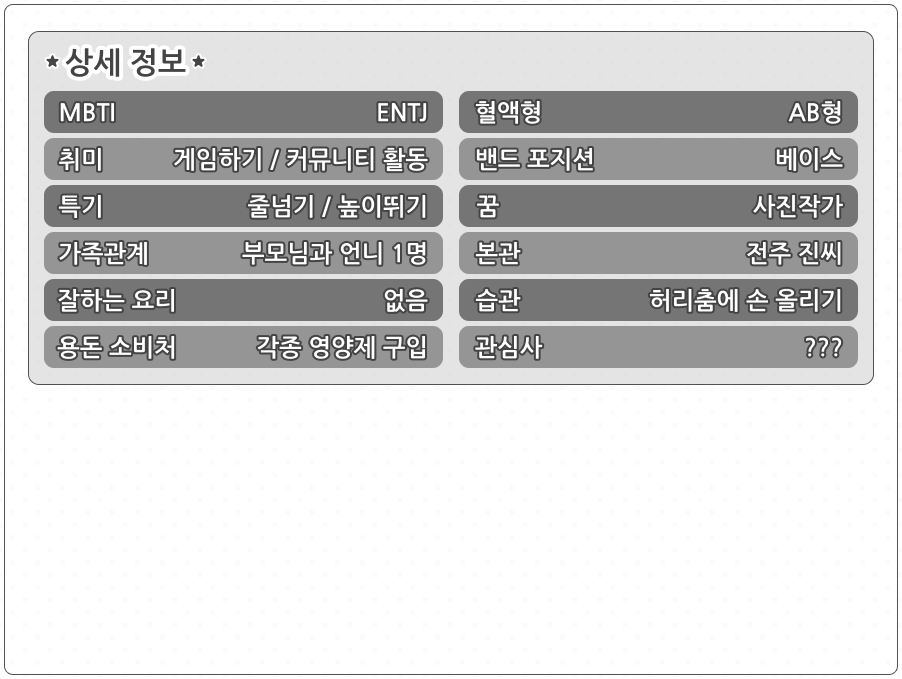 ★상세 정보★
MBTI ENTJ
혈액형 AB형
취미 게임하기 / 커뮤니티 활동
밴드 포지션 베이스
특기 줄넘기 / 높이뛰기
꿈 사진작가
가족관계 부모님과 언니 1명
본관 전주 진씨
잘하는 요리 없음
습관 허리춤에 손 올리기
용돈 소비처 각종 영양제 구입
관심사 ???